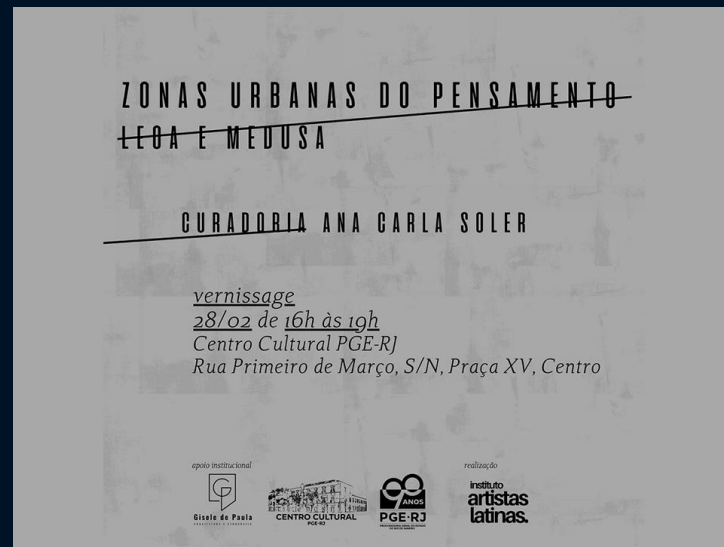 ZONAS URBANAS DO PENSAMENTO
LEOA E MEDUSA
CURADORIA ANA CARLA SOLER
vernissage
28/02 de 16h às 19h
Centro Cultural PGE-RJ
Rua Primeiro de Março, S/N, Praça XV, Centro
apoio institucional
realização
Gisele de Paula
CENTRO CULTURAL
PGE-RJ
90
ANOS
PGE-RJ
instituto
artistas
latinas.